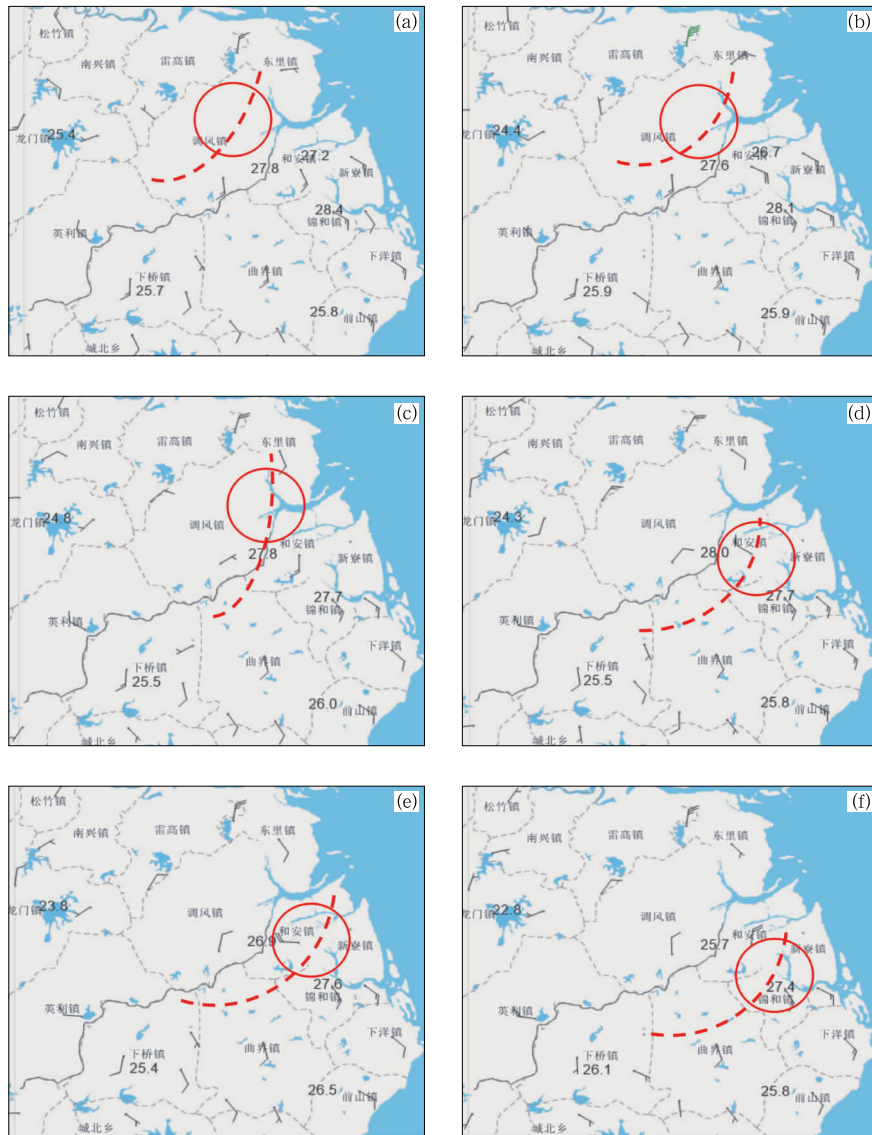 (a)
松竹镇
南兴镇
雷高镇
东里镇
龙门镇
25.4
调风镇
27.8
和安镇
27.2
新寮镇
28.4
锦和镇
英利镇
下桥镇
25.7
曲界镇
下洋镇
25.8
前山镇
城北乡
(b)
松竹镇
南兴镇
雷高镇
东里镇
龙门镇
24.4
调风镇
27.6
和安镇
26.7
新寮镇
28.1
锦和镇
英利镇
下桥镇
25.9
曲界镇
下洋镇
25.9
前山镇
城北乡
(c)
松竹镇
南兴镇
雷高镇
东里镇
龙门镇
24.8
调风镇
27.8
和安镇
新寮镇
27.7
锦和镇
英利镇
下桥镇
25.5
曲界镇
下洋镇
26.0
前山镇
城北乡
(d)
松竹镇
南兴镇
雷高镇
东里镇
龙门镇
24.3
调风镇
28.0
和安镇
新寮镇
27.7
锦和镇
英利镇
下桥镇
25.5
曲界镇
下洋镇
25.8
前山镇
城北乡
(e)
松竹镇
南兴镇
雷高镇
东里镇
龙门镇
23.8
调风镇
26.9
和安镇
新寮镇
27.6
锦和镇
英利镇
下桥镇
25.4
曲界镇
下洋镇
26.5
前山镇
城北乡
(f)
松竹镇
南兴镇
雷高镇
东里镇
龙门镇
22.8
调风镇
25.7
和安镇
新寮镇
27.4
锦和镇
英利镇
下桥镇
26.1
曲界镇
下洋镇
25.8
前山镇
城北乡